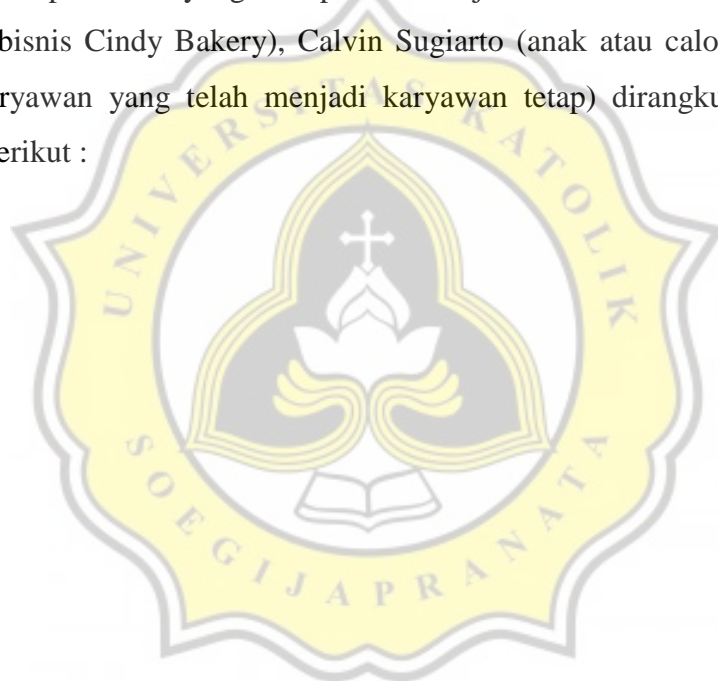 bisnis Cindy Bakery), Calvin Sugiarto (anak atau calo
ryawan yang telah menjadi karyawan tetap) dirangku
erikut :
UNIVERSITAS KATOLIK
SOEGIJAPRANATA